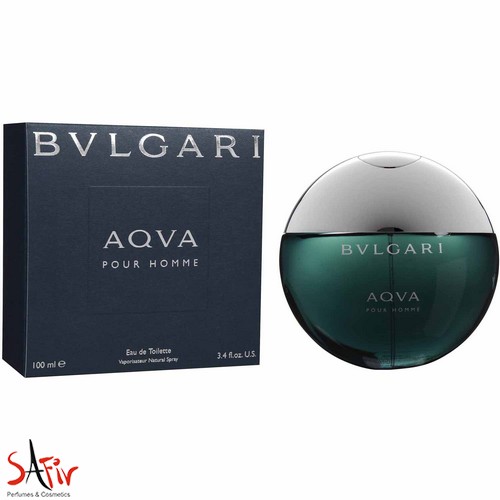 BVLGARI
AQVA
POUR HOMME
Eau de Toilette
Vaporisateur Natural Spray
100 ml ℮
3.4 fl.oz. U.S.
BVLGARI
AQVA
POUR HOMME
SAFIR
Perfumes & Cosmetics